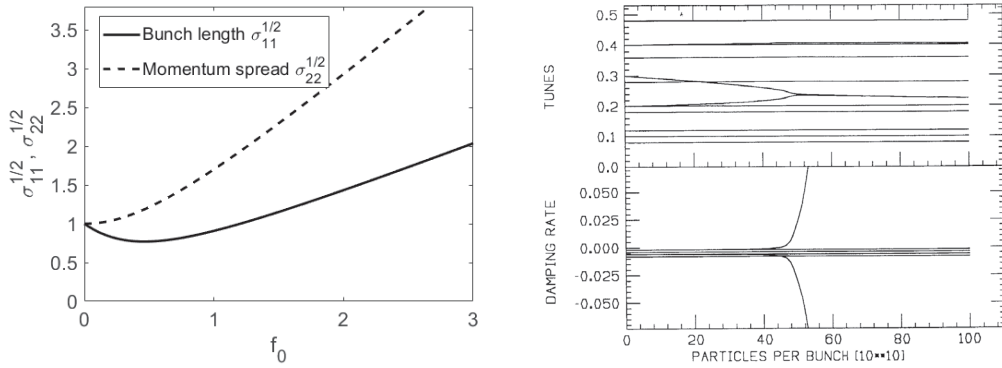 Bunch length σ11^1/2
Momentum spread σ22^1/2
3.5
3
2.5
2
1.5
1
0.5
0
σ11^1/2 , σ22^1/2
0 1 2 3
f0
0.5
0.4
0.3
0.2
0.1
0.0
TUNES
0.050
0.025
0.000
-0.025
-0.050
DAMPING RATE
0 20 40 60 80 100
PARTICLES PER BUNCH [10**10]